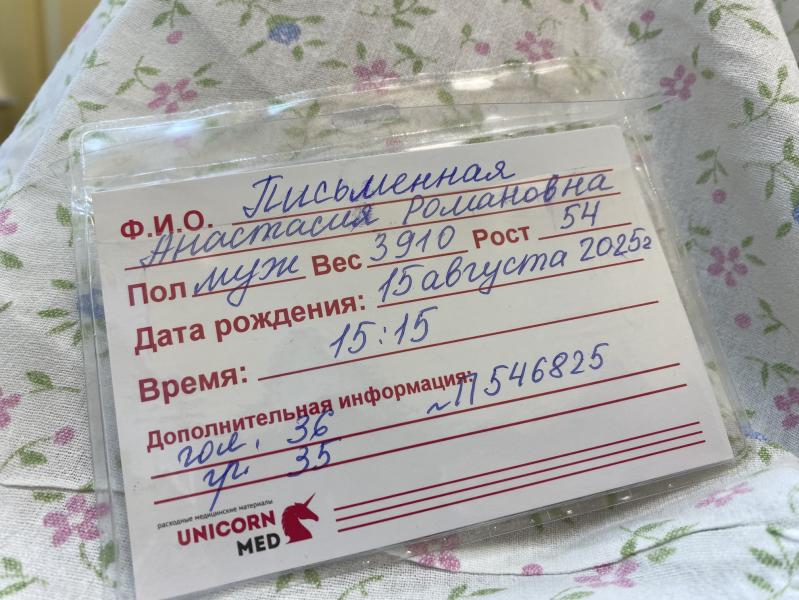 Ф.И.О. Письменная
Анастасия Романовна
Пол муж Вес 3910 Рост 54
Дата рождения: 15 августа 2025г
Время: 15:15
Дополнительная информация: ~П546825
гол. 36
гр 35
расходные медицинские материалы
UNICORN
MED